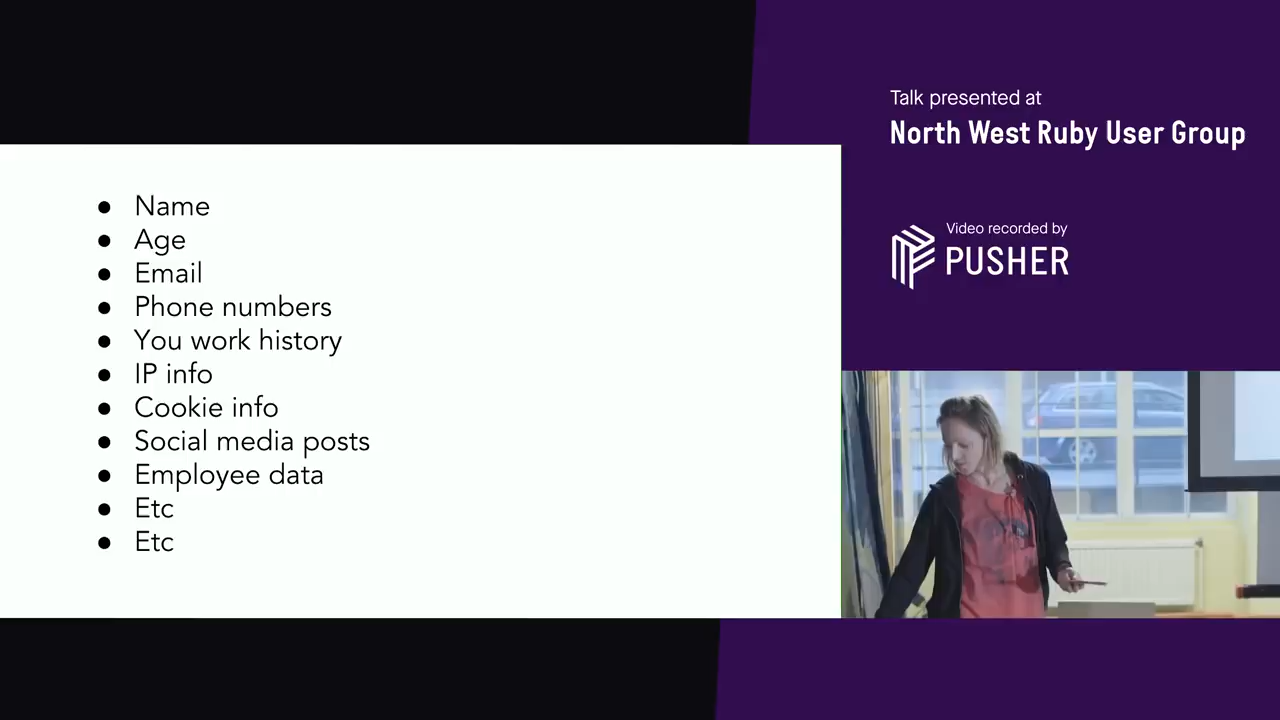 Talk presented at
North West Ruby User Group
Video recorded by
PUSHER
● Name
● Age
● Email
● Phone numbers
● You work history
● IP info
● Cookie info
● Social media posts
● Employee data
● Etc
● Etc